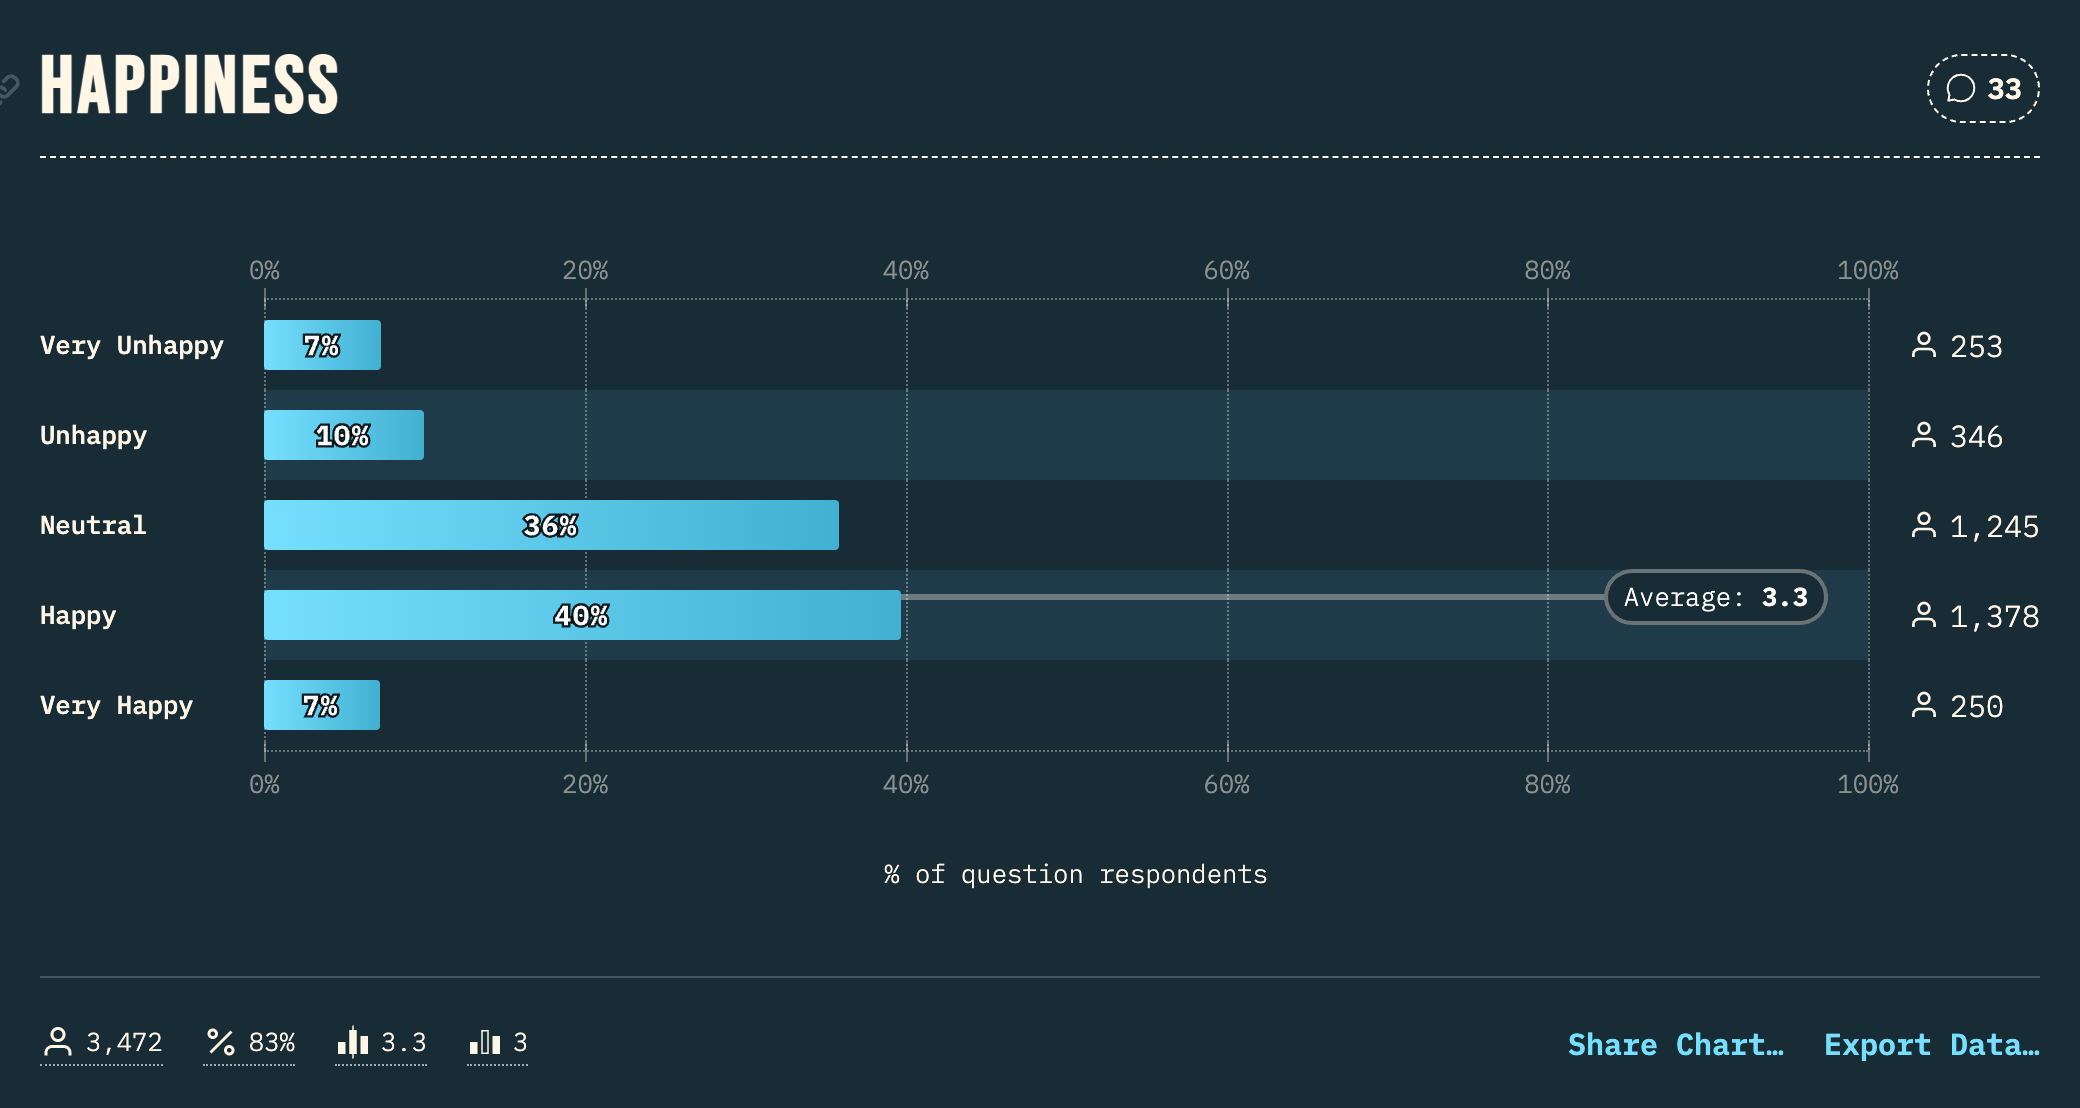 HAPPINESS
33
0% 20% 40% 60% 80% 100%
Very Unhappy 7% 253
Unhappy 10% 346
Neutral 36% 1,245
Happy 40% Average: 3.3 1,378
Very Happy 7% 250
0% 20% 40% 60% 80% 100%
% of question respondents
3,472 83% 3.3 3 Share Chart… Export Data…